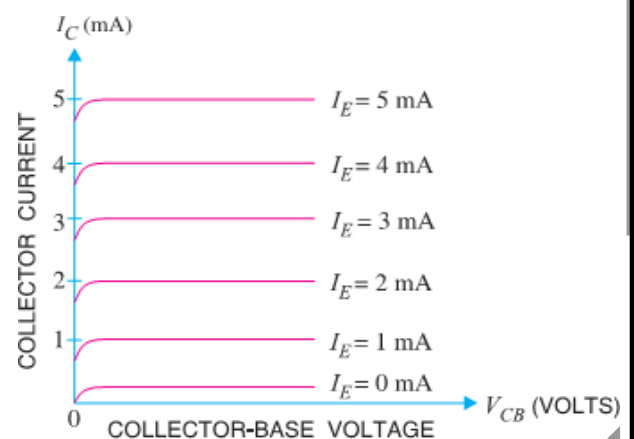 I_C (mA)
COLLECTOR CURRENT
5
I_E = 5 mA
4
I_E = 4 mA
3
I_E = 3 mA
2
I_E = 2 mA
1
I_E = 1 mA
I_E = 0 mA
0
V_CB (VOLTS)
COLLECTOR-BASE VOLTAGE